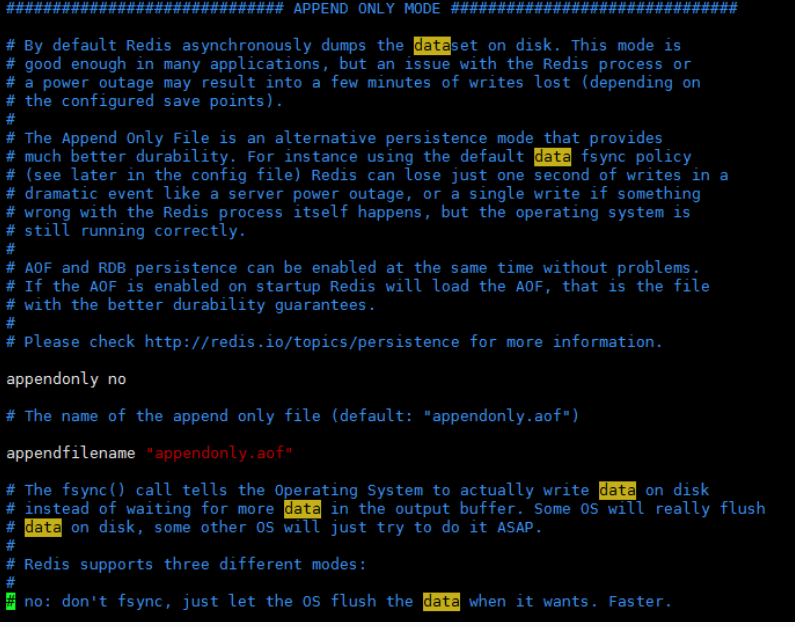 ############################## APPEND ONLY MODE ###############################
# By default Redis asynchronously dumps the dataset on disk. This mode is
# good enough in many applications, but an issue with the Redis process or
# a power outage may result into a few minutes of writes lost (depending on
# the configured save points).
#
# The Append Only File is an alternative persistence mode that provides
# much better durability. For instance using the default data fsync policy
# (see later in the config file) Redis can lose just one second of writes in a
# dramatic event like a server power outage, or a single write if something
# wrong with the Redis process itself happens, but the operating system is
# still running correctly.
#
# AOF and RDB persistence can be enabled at the same time without problems.
# If the AOF is enabled on startup Redis will load the AOF, that is the file
# with the better durability guarantees.
#
# Please check http://redis.io/topics/persistence for more information.
appendonly no
# The name of the append only file (default: "appendonly.aof")
appendfilename "appendonly.aof"
# The fsync() call tells the Operating System to actually write data on disk
# instead of waiting for more data in the output buffer. Some OS will really flush
# data on disk, some other OS will just try to do it ASAP.
#
# Redis supports three different modes:
#
# no: don't fsync, just let the OS flush the data when it wants. Faster.